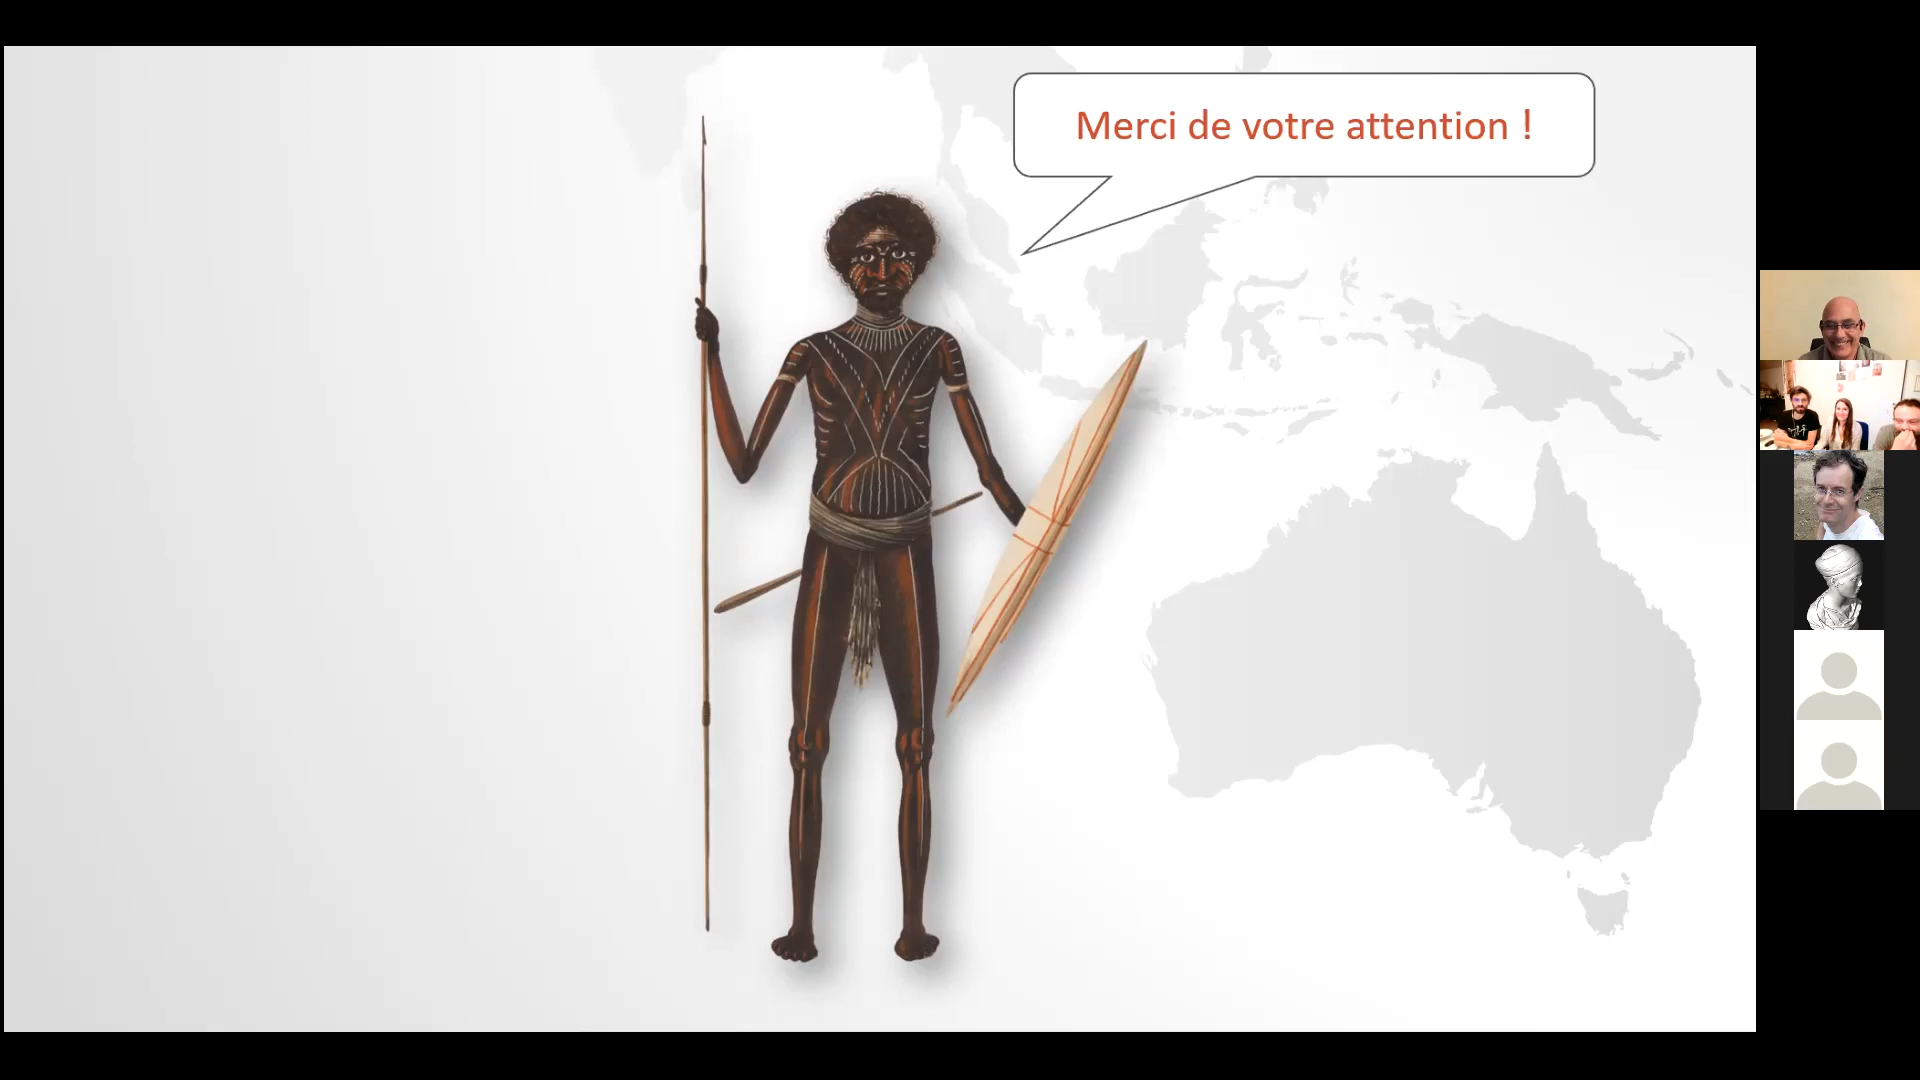 Merci de votre attention !